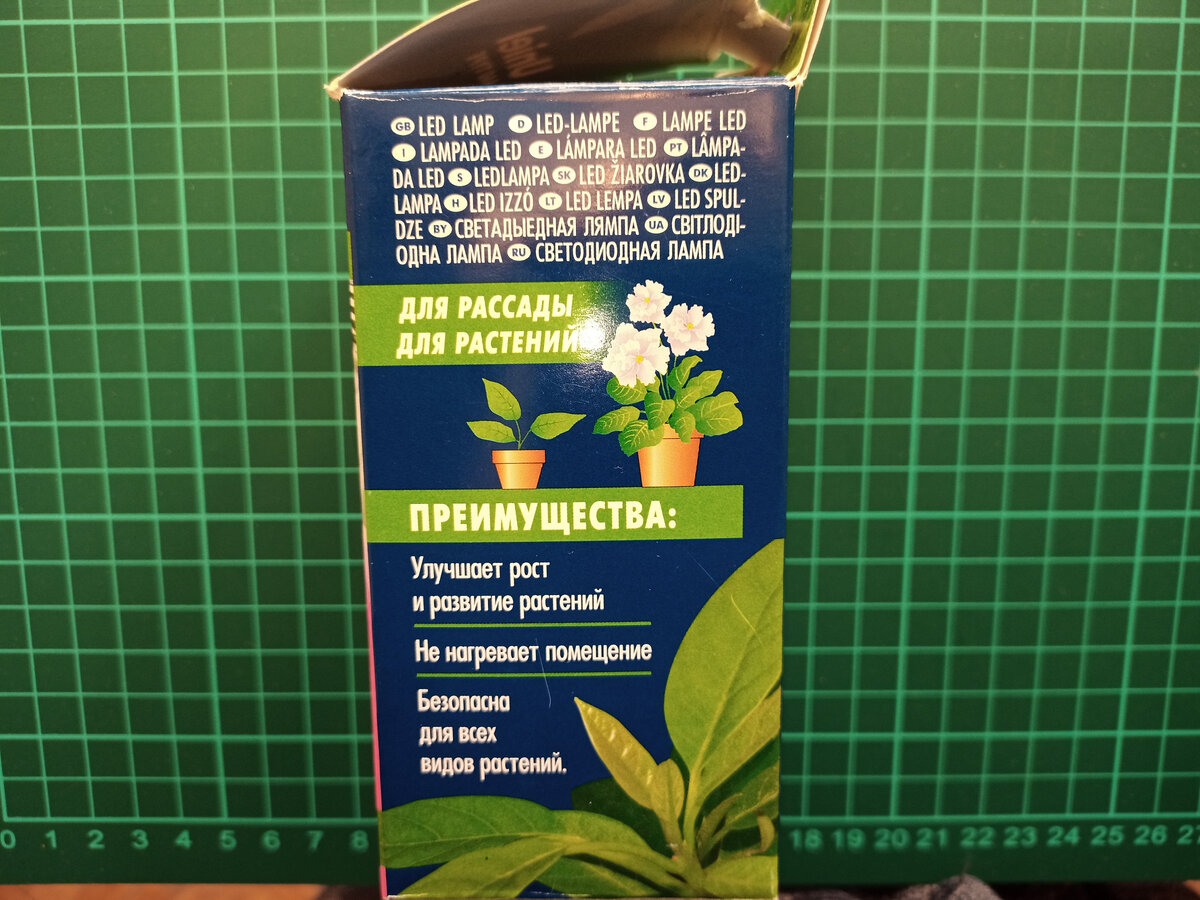 GB LED LAMP D LED-LAMPE F LAMPE LED
I LAMPADA LED E LÁMPARA LED PT LÂMPA-
DA LED S LEDLAMPA SK LED ŽIAROVKA DK LED-
LAMPA H LED IZZÓ LT LED LEMPA LV LED SPUL-
DZE BY СВЕТАДЫЕДНАЯ ЛЯМПА UA СВІТЛОДІ-
ОДНА ЛАМПА RU СВЕТОДИОДНАЯ ЛАМПА
ДЛЯ РАССАДЫ
ДЛЯ РАСТЕНИЙ
ПРЕИМУЩЕСТВА:
Улучшает рост
и развитие растений
Не нагревает помещение
Безопасна
для всех
видов растений.
0 1 2 3 4 5 6 7 8 18 19 20 21 22 23 24 25 26